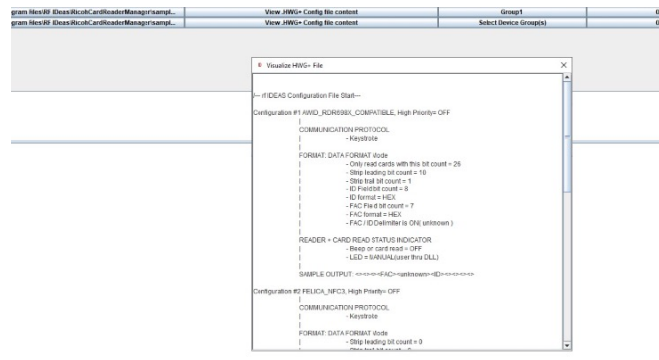 gram files\RFIDeas\RicohCardReaderManager\sampl... View .HWG+ Config file content Group1 0
gram files\RFIDeas\RicohCardReaderManager\sampl... View .HWG+ Config file content Select Device Group(s) 0
Visualize HWG+ File
/--- rf IDEAS Configuration File Start---
Configuration #1 AWID_RDR698X_COMPATIBLE, High Priority= OFF
|
COMMUNICATION PROTOCOL
| - Keystroke
|
FORMAT: DATA FORMAT Mode
| - Only read cards with this bit count = 26
| - Strip leading bit count = 10
| - Strip trail bit count = 1
| - ID Field bit count = 8
| - ID format = HEX
| - FAC Field bit count = 7
| - FAC format = HEX
| - FAC / ID Delimiter is ON( unknown )
|
READER + CARD READ STATUS INDICATOR
| - Beep or card read = OFF
| - LED = MANUAL(user thru DLL)
|
SAMPLE OUTPUT: <><><><FAC><unknown><ID><><><><>
Configuration #2 FELICA_NFC3, High Priority= OFF
|
COMMUNICATION PROTOCOL
| - Keystroke
|
FORMAT: DATA FORMAT Mode
| - Strip leading bit count = 0